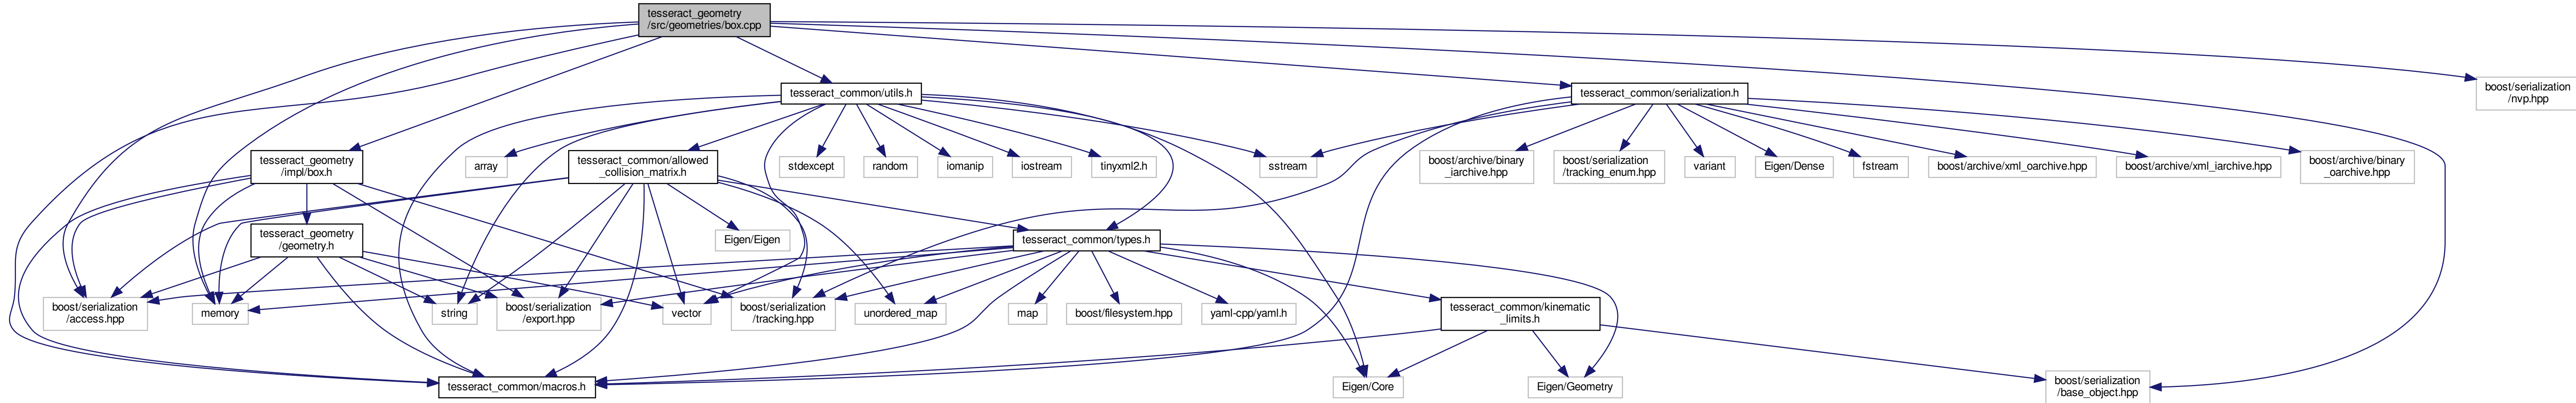 tesseract_geometry
/src/geometries/box.cpp
tesseract_common/utils.h
tesseract_common/serialization.h
boost/serialization
/nvp.hpp
tesseract_geometry
/impl/box.h
array
tesseract_common/allowed
_collision_matrix.h
stdexcept
random
iomanip
iostream
tinyxml2.h
sstream
boost/archive/binary
_iarchive.hpp
boost/serialization
/tracking_enum.hpp
variant
Eigen/Dense
fstream
boost/archive/xml_oarchive.hpp
boost/archive/xml_iarchive.hpp
boost/archive/binary
_oarchive.hpp
tesseract_geometry
/geometry.h
Eigen/Eigen
tesseract_common/types.h
boost/serialization
/access.hpp
memory
string
boost/serialization
/export.hpp
vector
boost/serialization
/tracking.hpp
unordered_map
map
boost/filesystem.hpp
yaml-cpp/yaml.h
tesseract_common/kinematic
_limits.h
tesseract_common/macros.h
Eigen/Core
Eigen/Geometry
boost/serialization
/base_object.hpp